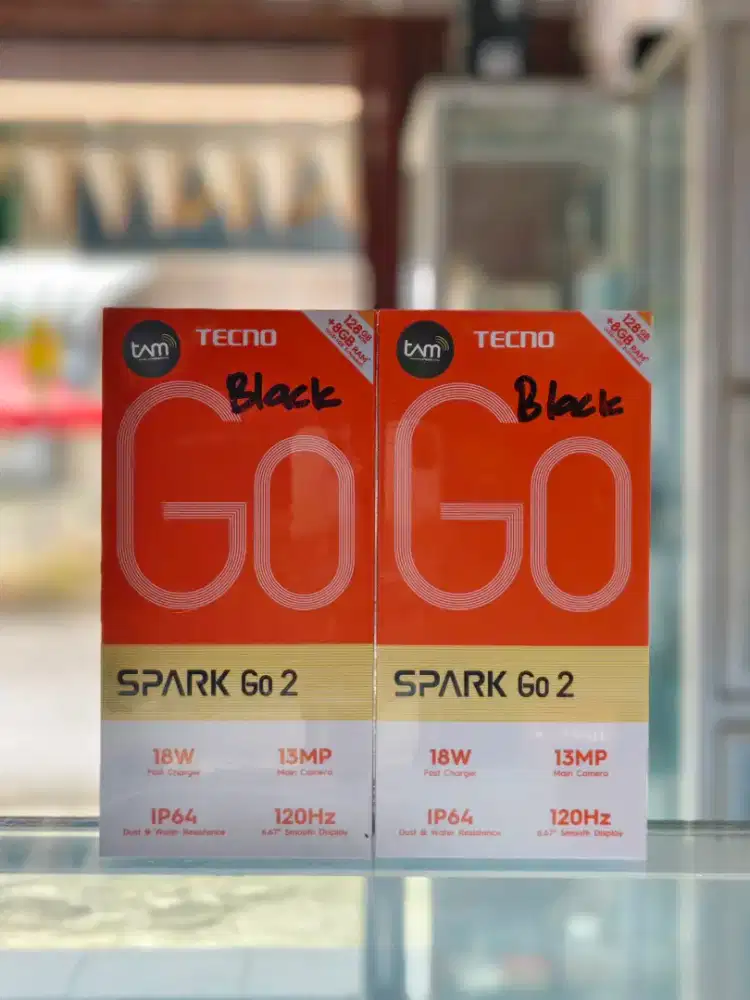 tam
TECNO
128GB
+8GB RAM*
Black
Go
SPARK Go 2
18W
Fast Charger
13MP
Main Camera
IP64
Dust & Water Resistance
120Hz
6.67" Smooth Display
tam
TECNO
128GB
+8GB RAM*
Black
Go
SPARK Go 2
18W
Fast Charger
13MP
Main Camera
IP64
Dust & Water Resistance
120Hz
6.67" Smooth Display